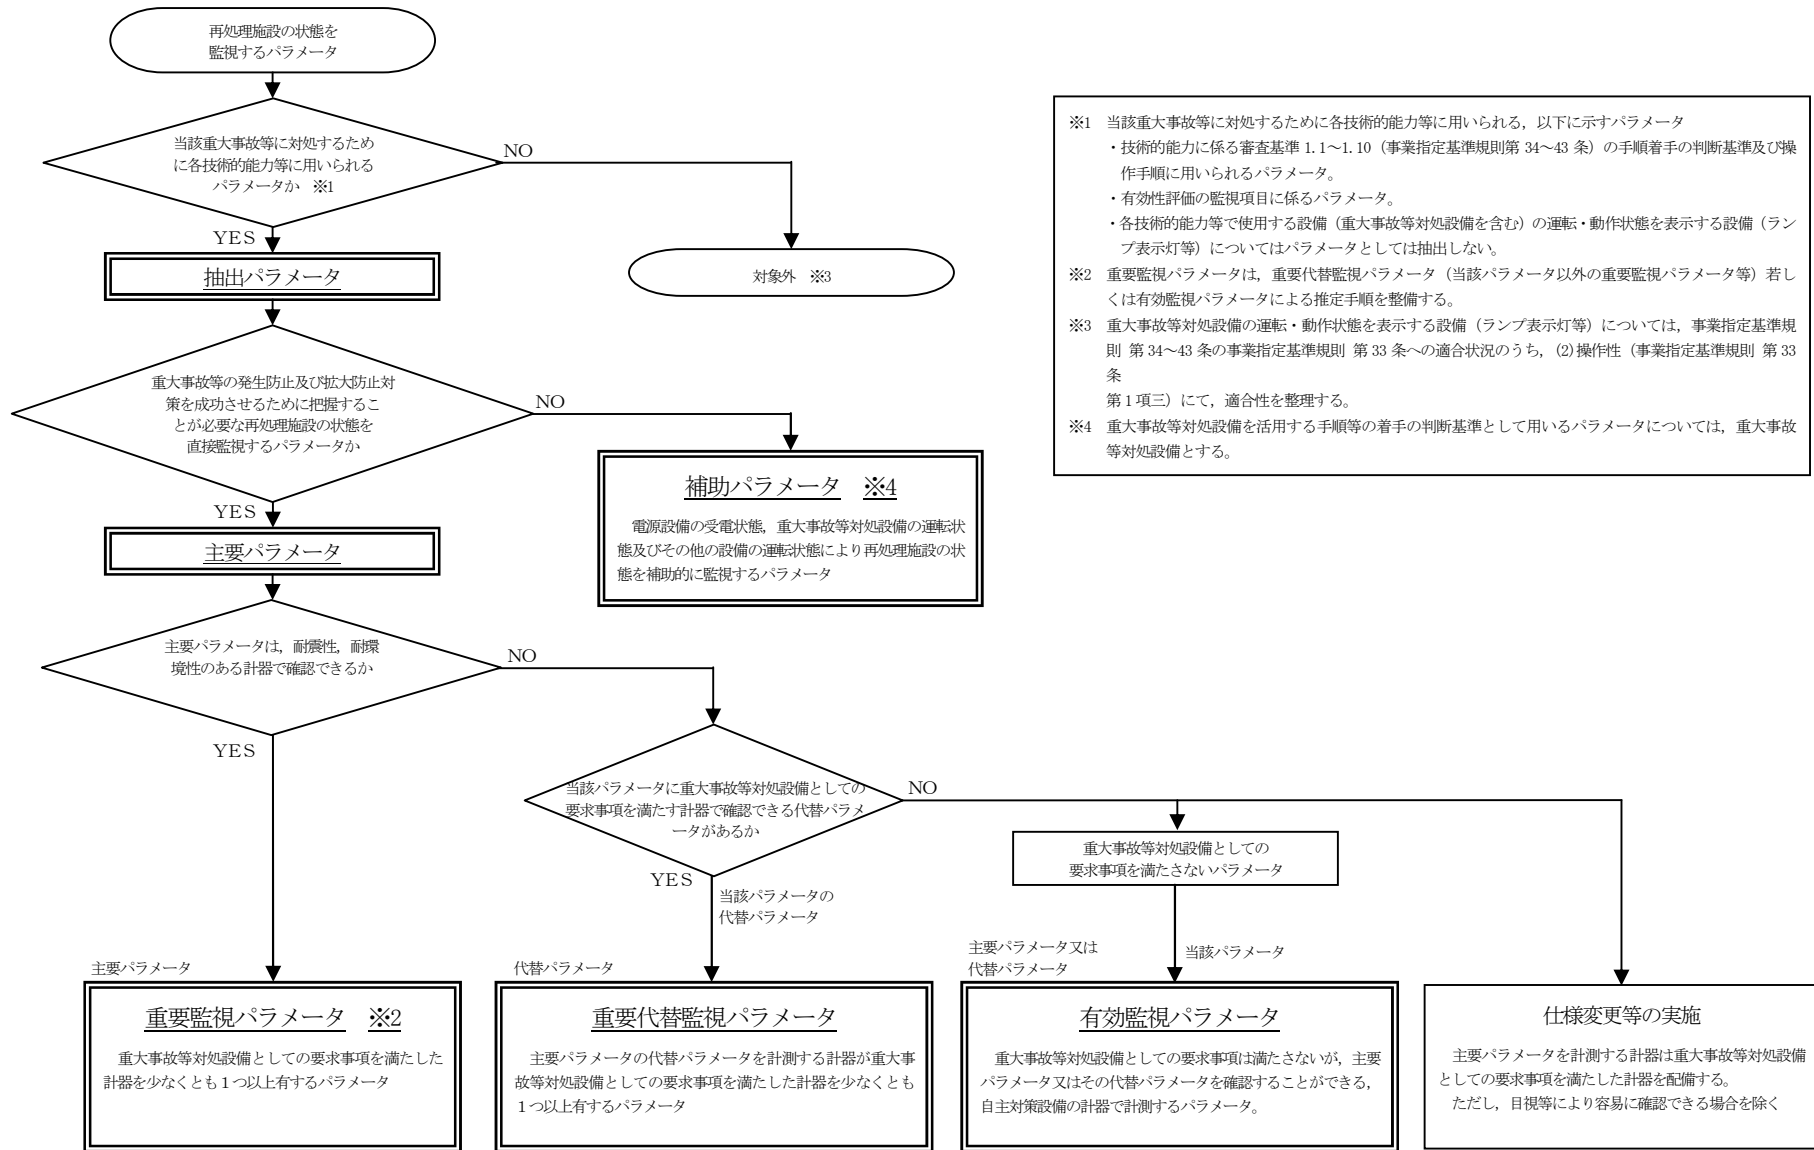 再処理施設の状態を
監視するパラメータ
当該重大事故等に対処するため
に各技術的能力等に用いられる
パラメータか ※1
NO
YES
対象外 ※3
抽出パラメータ
重大事故等の発生防止及び拡大防止対
策を成功させるために把握するこ
とが必要な再処理施設の状態を
直接監視するパラメータか
NO
YES
補助パラメータ ※4
電源設備の受電状態，重大事故等対処設備の運転状
態及びその他の設備の運転状態により再処理施設の状
態を補助的に監視するパラメータ
主要パラメータ
主要パラメータは，耐震性，耐環
境性のある計器で確認できるか
NO
YES
当該パラメータに重大事故等対処設備としての
要求事項を満たす計器で確認できる代替パラメ
ータがあるか
NO
YES
当該パラメータの
代替パラメータ
重大事故等対処設備としての
要求事項を満たさないパラメータ
主要パラメータ又は
代替パラメータ
当該パラメータ
主要パラメータ
重要監視パラメータ ※2
重大事故等対処設備としての要求事項を満たした
計器を少なくとも１つ以上有するパラメータ
代替パラメータ
重要代替監視パラメータ
主要パラメータの代替パラメータを計測する計器が重大事
故等対処設備としての要求事項を満たした計器を少なくとも
１つ以上有するパラメータ
有効監視パラメータ
重大事故等対処設備としての要求事項は満たさないが，主要
パラメータ又はその代替パラメータを確認することができる，
自主対策設備の計器で計測するパラメータ。
仕様変更等の実施
主要パラメータを計測する計器は重大事故等対処設備
としての要求事項を満たした計器を配備する。
ただし，目視等により容易に確認できる場合を除く
※1 当該重大事故等に対処するために各技術的能力等に用いられる，以下に示すパラメータ
・技術的能力に係る審査基準 1.1～1.10（事業指定基準規則第 34～43 条）の手順着手の判断基準及び操
作手順に用いられるパラメータ。
・有効性評価の監視項目に係るパラメータ。
・各技術的能力等で使用する設備（重大事故等対処設備を含む）の運転・動作状態を表示する設備（ラン
プ表示灯等）についてはパラメータとしては抽出しない。
※2 重要監視パラメータは，重要代替監視パラメータ（当該パラメータ以外の重要監視パラメータ等）若し
くは有効監視パラメータによる推定手順を整備する。
※3 重大事故等対処設備の運転・動作状態を表示する設備（ランプ表示灯等）については，事業指定基準規
則 第 34～43 条の事業指定基準規則 第 33 条への適合状況のうち，(2)操作性（事業指定基準規則 第 33
条
第１項三）にて，適合性を整理する。
※4 重大事故等対処設備を活用する手順等の着手の判断基準として用いるパラメータについては，重大事故
等対処設備とする。